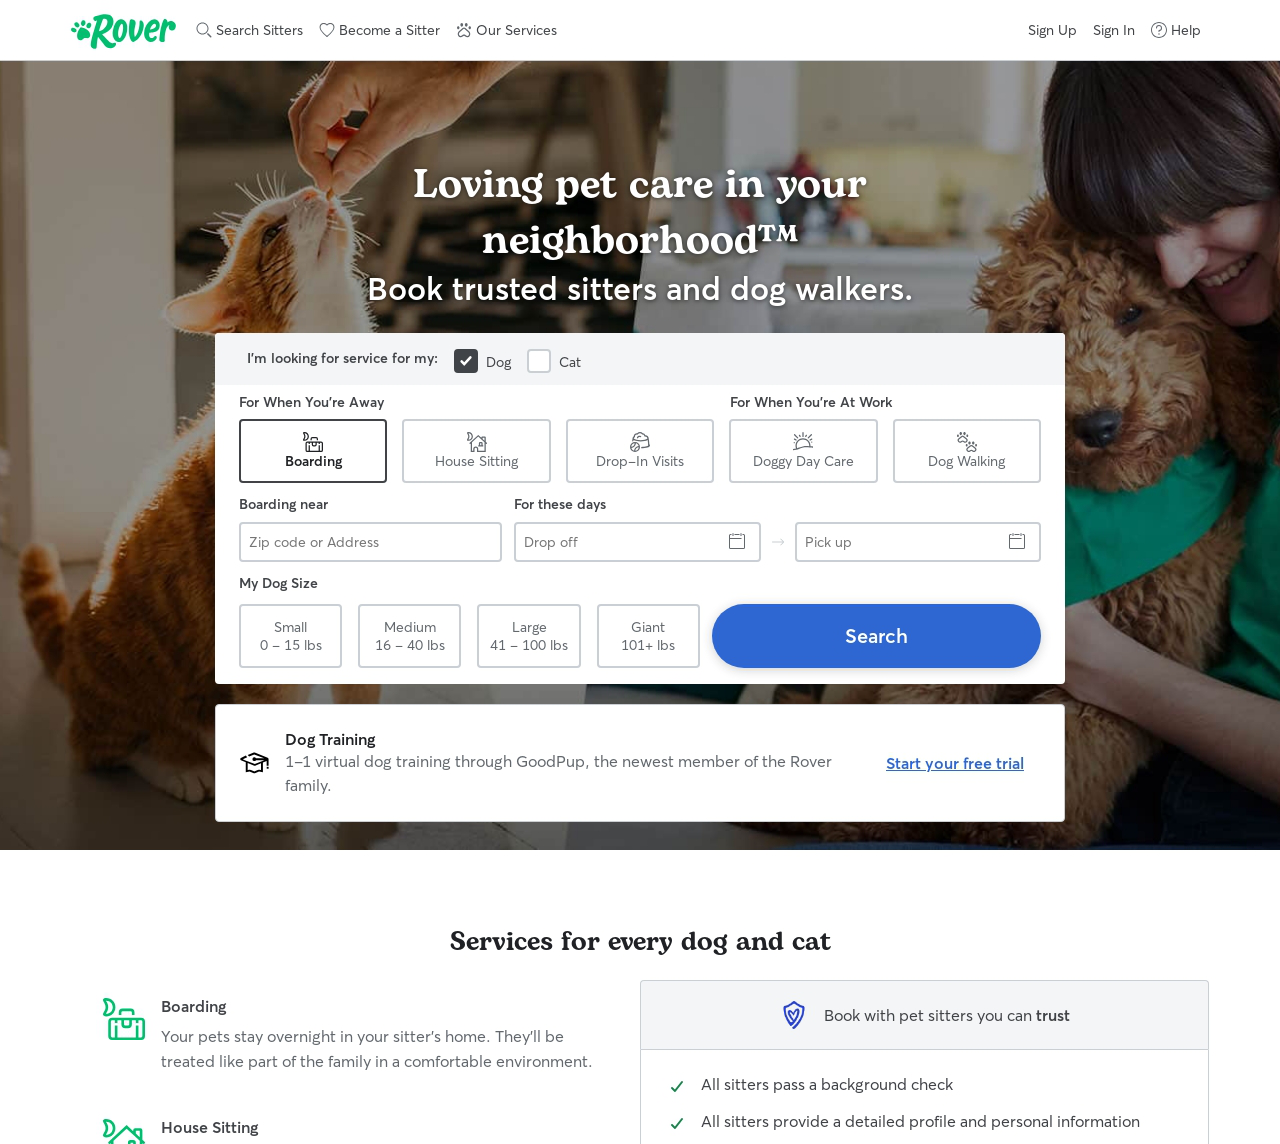 Rover
Search Sitters
Become a Sitter
Our Services
Sign Up
Sign In
Help
Loving pet care in your
neighborhood™
Book trusted sitters and dog walkers.
I'm looking for service for my:
Dog
Cat
For When You're Away
For When You're At Work
Boarding
House Sitting
Drop-In Visits
Doggy Day Care
Dog Walking
Boarding near
For these days
Zip code or Address
Drop off
Pick up
My Dog Size
Small
0 – 15 lbs
Medium
16 – 40 lbs
Large
41 – 100 lbs
Giant
101+ lbs
Search
Dog Training
1-1 virtual dog training through GoodPup, the newest member of the Rover
family.
Start your free trial
Services for every dog and cat
Boarding
Your pets stay overnight in your sitter's home. They'll be
treated like part of the family in a comfortable environment.
House Sitting
Book with pet sitters you can trust
All sitters pass a background check
All sitters provide a detailed profile and personal information